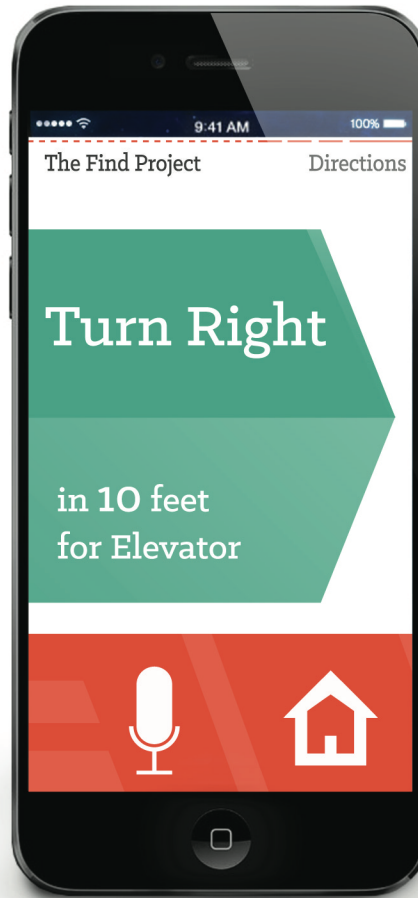 9:41 AM 100%
The Find Project Directions
Turn Right
in 10 feet
for Elevator